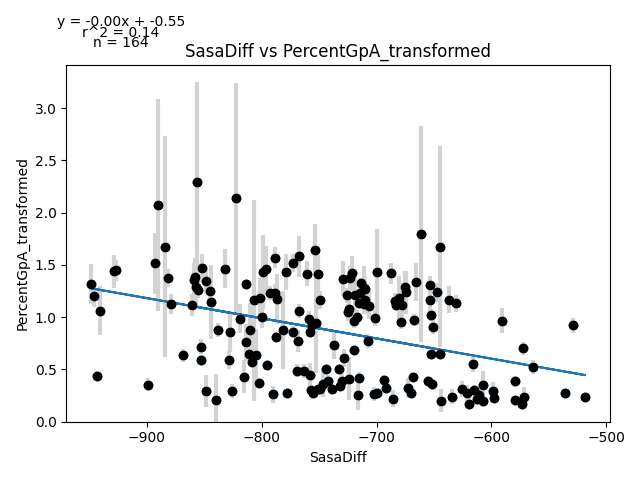 y = -0.00x + -0.55
r^2 = 0.14
n = 164
SasaDiff vs PercentGpA_transformed
PercentGpA_transformed
3.0
2.5
2.0
1.5
1.0
0.5
0.0
−900 −800 −700 −600 −500
SasaDiff